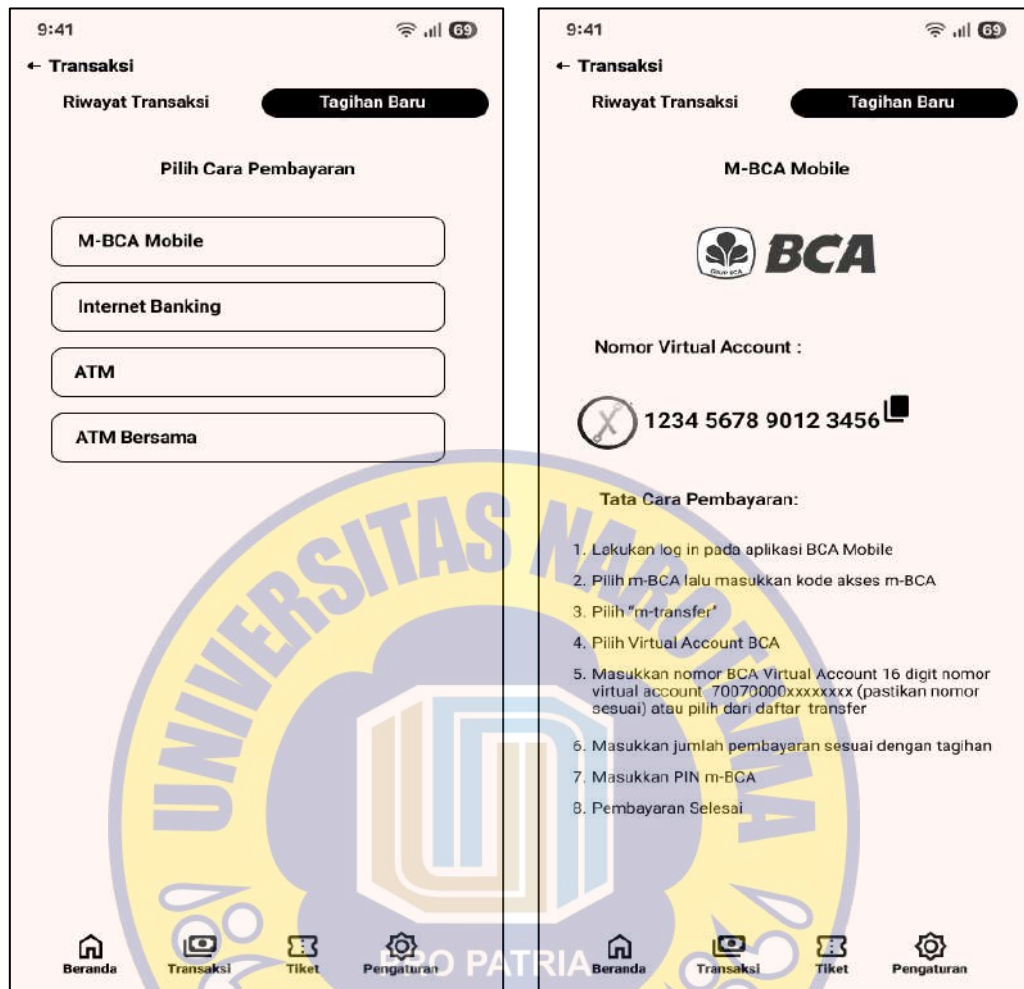 9:41
69
← Transaksi
Riwayat Transaksi
Tagihan Baru
Pilih Cara Pembayaran
M-BCA Mobile
Internet Banking
ATM
ATM Bersama
Beranda
Transaksi
Tiket
Pengaturan
9:41
69
← Transaksi
Riwayat Transaksi
Tagihan Baru
M-BCA Mobile
BCA
Nomor Virtual Account :
1234 5678 9012 3456
Tata Cara Pembayaran:
1. Lakukan log in pada aplikasi BCA Mobile
2. Pilih m-BCA lalu masukkan kode akses m-BCA
3. Pilih "m-transfer"
4. Pilih Virtual Account BCA
5. Masukkan nomor BCA Virtual Account 16 digit nomor
virtual account 70070000xxxxxxxx (pastikan nomor
sesuai) atau pilih dari daftar transfer
6. Masukkan jumlah pembayaran sesuai dengan tagihan
7. Masukkan PIN m-BCA
8. Pembayaran Selesai
Beranda
Transaksi
Tiket
Pengaturan
UNIVERSITAS NAROTAMA
PRO PATRIA